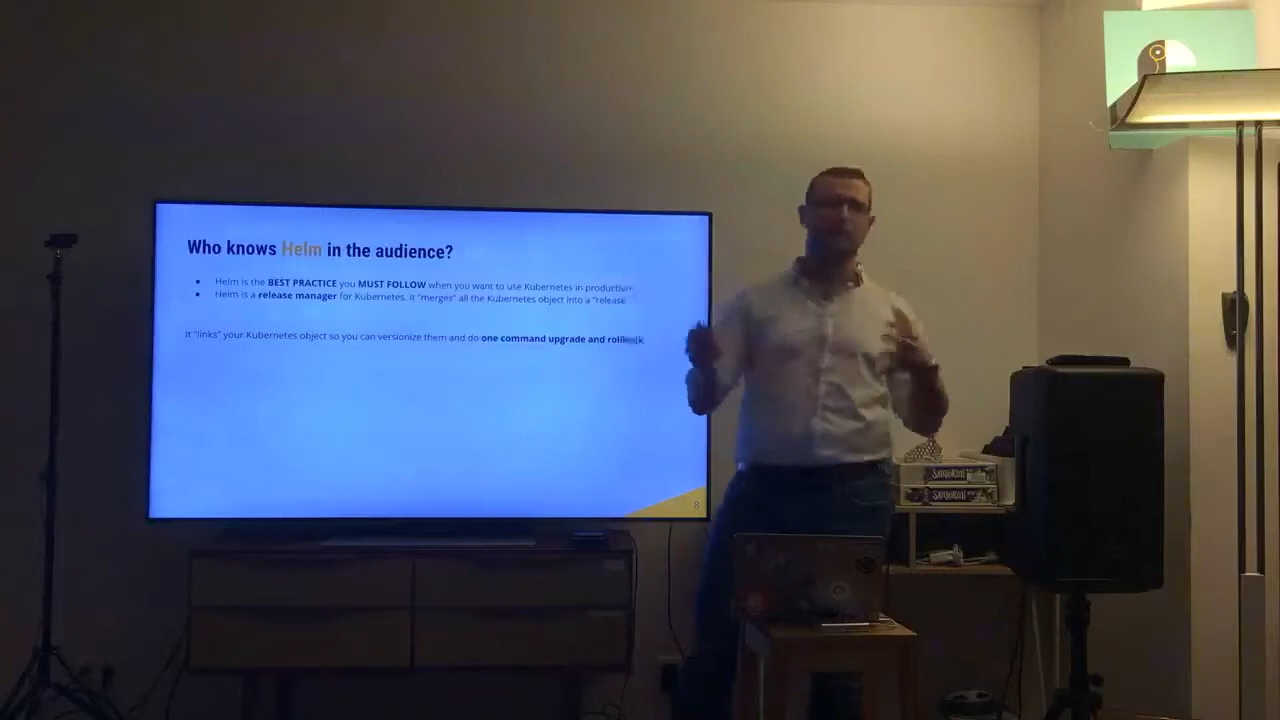 Who knows Helm in the audience?
• Helm is the BEST PRACTICE you MUST FOLLOW when you want to use Kubernetes in production
• Helm is a release manager for Kubernetes. it "merges" all the Kubernetes object into a "release
It "links" your Kubernetes object so you can versionize them and do one command upgrade and rollback
8